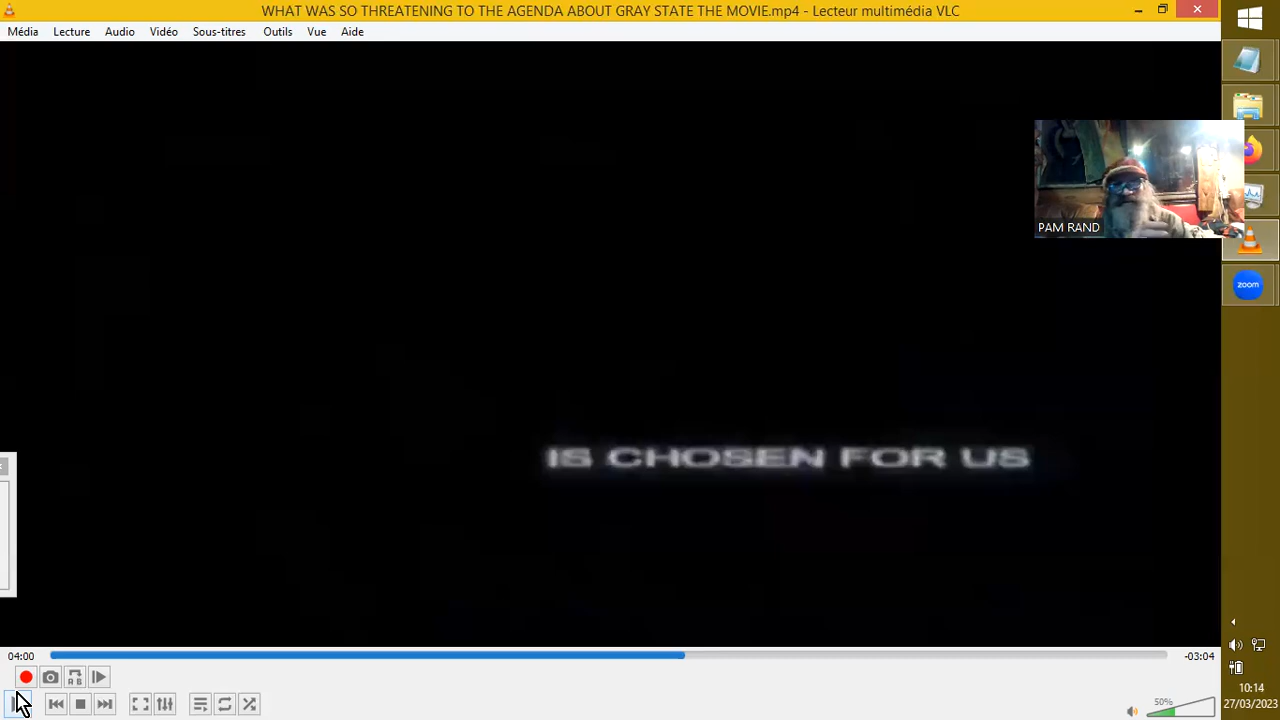 WHAT WAS SO THREATENING TO THE AGENDA ABOUT GRAY STATE THE MOVIE.mp4 - Lecteur multimédia VLC
Média Lecture Audio Vidéo Sous-titres Outils Vue Aide
PAM RAND
zoom
IS CHOSEN FOR US
04:00 -03:04
A B
50%
10:14
27/03/2023